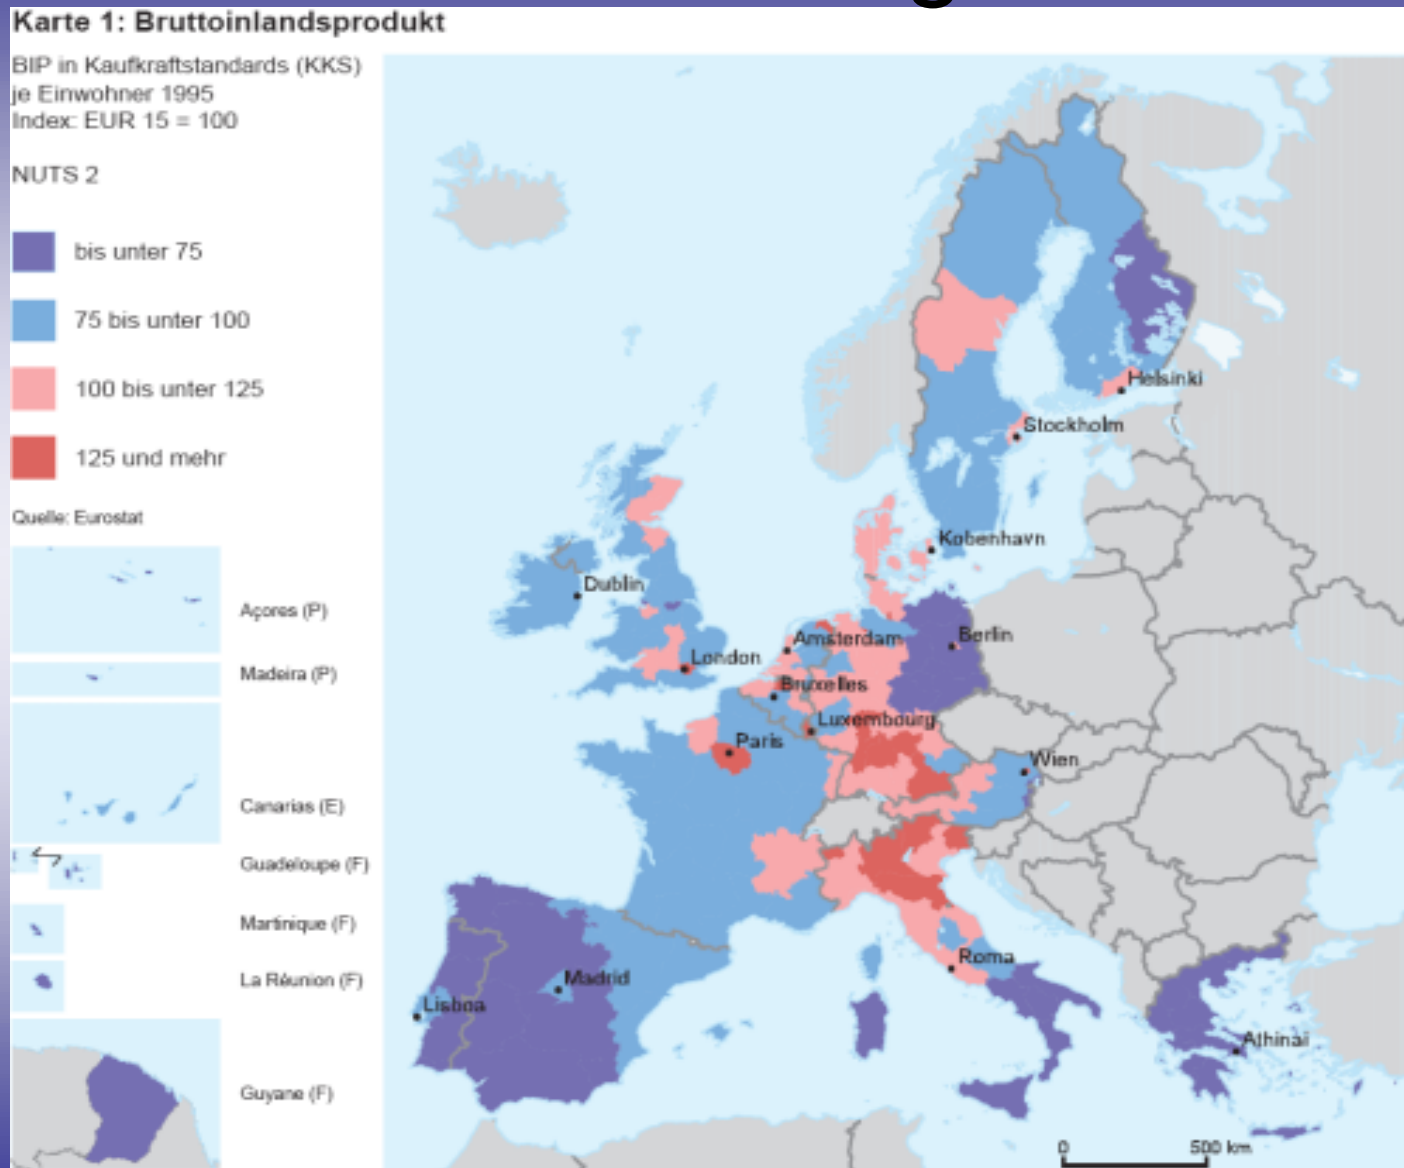 Karte 1: Bruttoinlandsprodukt
BIP in Kaufkraftstandards (KKS)
je Einwohner 1995
Index: EUR 15 = 100
NUTS 2
bis unter 75
75 bis unter 100
100 bis unter 125
125 und mehr
Quelle: Eurostat
Açores (P)
Madeira (P)
Canarias (E)
Guadeloupe (F)
Martinique (F)
La Réunion (F)
Guyane (F)
Helsinki
Stockholm
Kobenhavn
Dublin
Berlin
Amsterdam
London
Bruxelles
Luxembourg
Paris
Wien
Roma
Madrid
Lisboa
Athinai
0 500 km